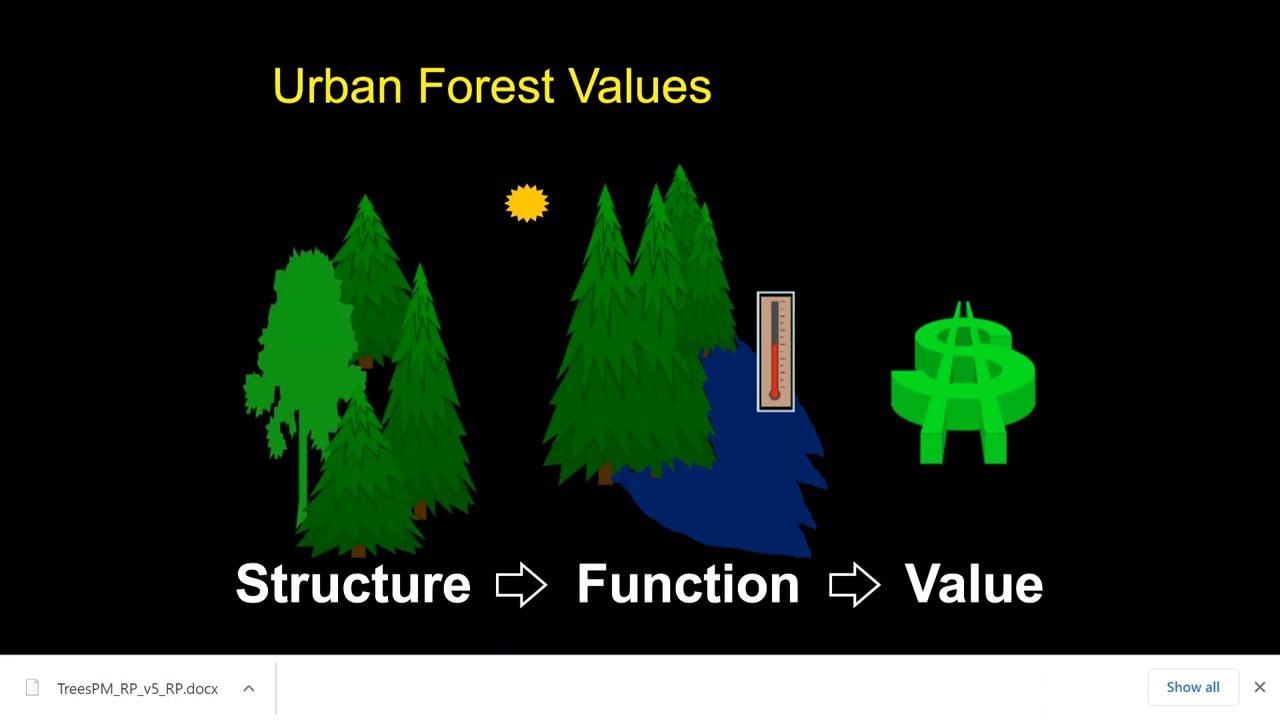 Urban Forest Values
Structure ⇨ Function ⇨ Value
TreesPM_RP_v5_RP.docx
Show all